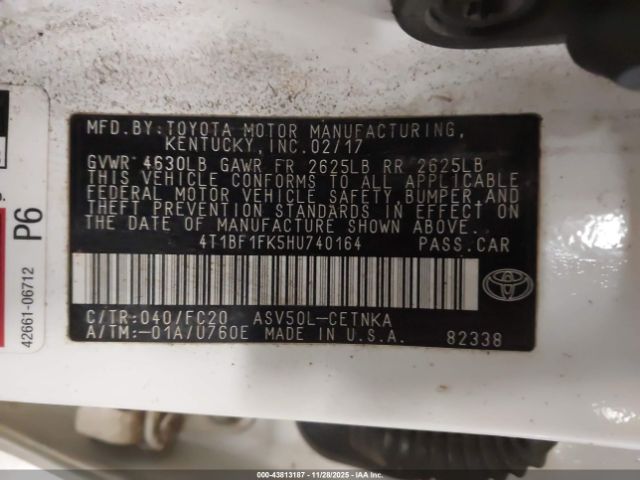 MFD.BY:TOYOTA MOTOR MANUFACTURING,
KENTUCKY,INC.02/17
GVWR 4630LB GAWR FR 2625LB RR 2625LB
THIS VEHICLE CONFORMS TO ALL APPLICABLE
FEDERAL MOTOR VEHICLE SAFETY,BUMPER,AND
THEFT PREVENTION STANDARDS IN EFFECT ON
THE DATE OF MANUFACTURE SHOWN ABOVE.
4T1BF1FK5HU740164 PASS.CAR
C/TR:040/FC20 ASV50L-CETNKA
A/TM:-01A/U760E MADE IN U.S.A. 82338
TOYOTA
P6
42661-06712
000-43813187 - 11/28/2025 - IAAHQTX